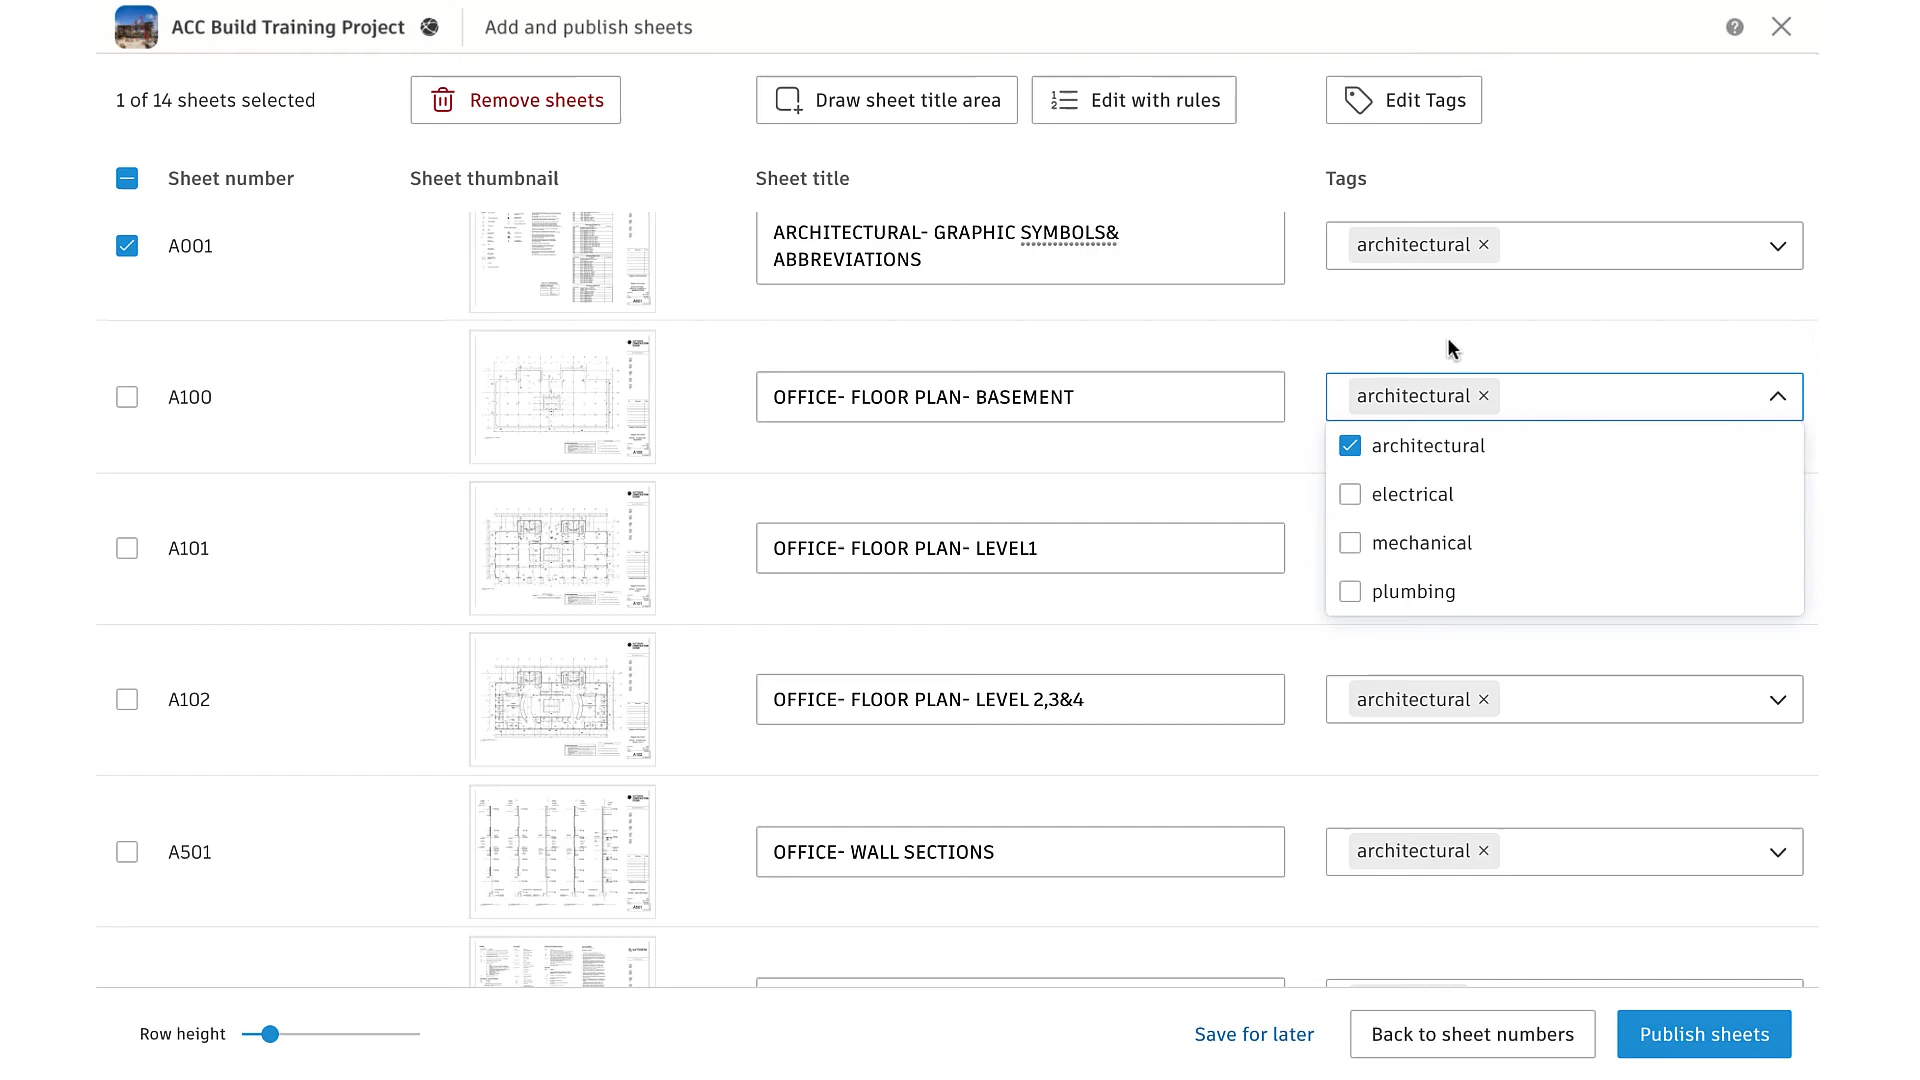 ACC Build Training Project
Add and publish sheets
1 of 14 sheets selected
Remove sheets
Draw sheet title area
Edit with rules
Edit Tags
Sheet number
Sheet thumbnail
Sheet title
Tags
A001
ARCHITECTURAL- GRAPHIC SYMBOLS&
ABBREVIATIONS
architectural
A100
OFFICE- FLOOR PLAN- BASEMENT
architectural
architectural
electrical
mechanical
plumbing
A101
OFFICE- FLOOR PLAN- LEVEL1
A102
OFFICE- FLOOR PLAN- LEVEL 2,3&4
architectural
A501
OFFICE- WALL SECTIONS
architectural
Row height
Save for later
Back to sheet numbers
Publish sheets